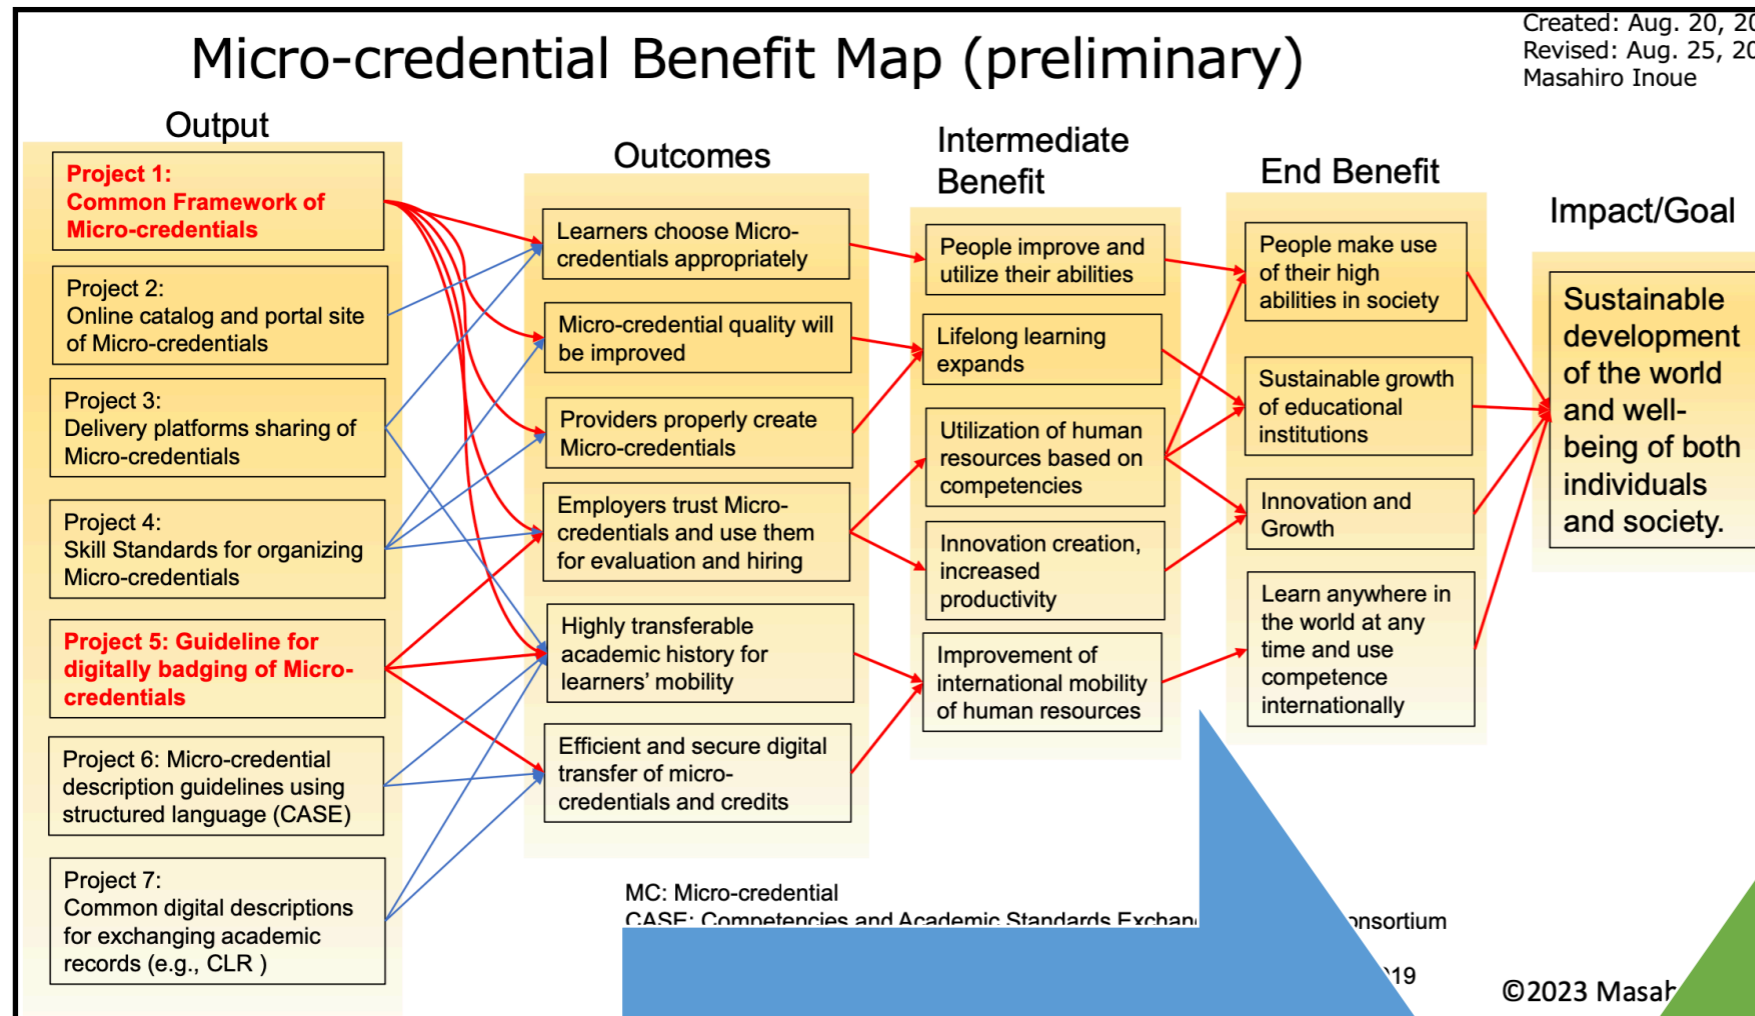 Micro-credential Benefit Map (preliminary)
Created: Aug. 20,
Revised: Aug. 25,
Masahiro Inoue
Output
Project 1:
Common Framework of
Micro-credentials
Project 2:
Online catalog and portal site
of Micro-credentials
Project 3:
Delivery platforms sharing of
Micro-credentials
Project 4:
Skill Standards for organizing
Micro-credentials
Project 5: Guideline for
digitally badging of Micro-
credentials
Project 6: Micro-credential
description guidelines using
structured language (CASE)
Project 7:
Common digital descriptions
for exchanging academic
records (e.g., CLR )
Outcomes
Learners choose Micro-
credentials appropriately
Micro-credential quality will
be improved
Providers properly create
Micro-credentials
Employers trust Micro-
credentials and use them
for evaluation and hiring
Highly transferable
academic history for
learners’ mobility
Efficient and secure digital
transfer of micro-
credentials and credits
Intermediate
Benefit
People improve and
utilize their abilities
Lifelong learning
expands
Utilization of human
resources based on
competencies
Innovation creation,
increased
productivity
Improvement of
international mobility
of human resources
End Benefit
People make use
of their high
abilities in society
Sustainable growth
of educational
institutions
Innovation and
Growth
Learn anywhere in
the world at any
time and use
competence
internationally
Impact/Goal
Sustainable
development
of the world
and well-
being of both
individuals
and society.
MC: Micro-credential
CASE: Competencies and Academic Standards
©2023